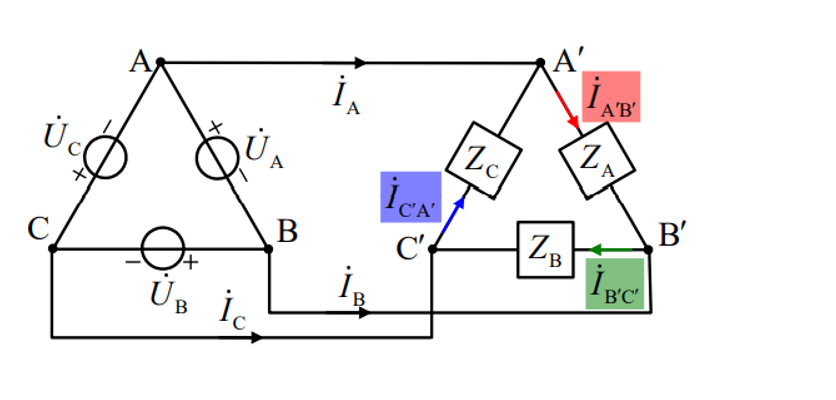 A
A′
İ_A
İ_A′B′
U̇_C
−
+
+
−
U̇_A
Z_C
Z_A
İ_C′A′
C
B
C′
B′
−
+
U̇_B
Z_B
İ_B′C′
İ_B
İ_C